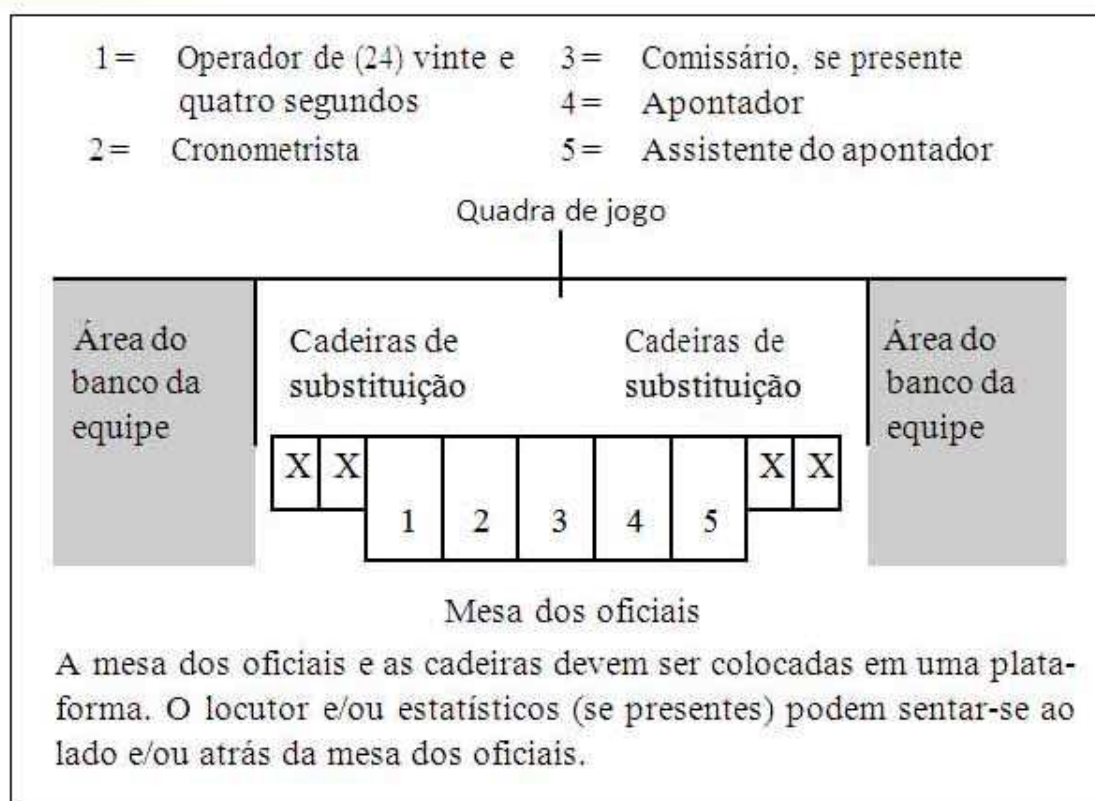 1= Operador de (24) vinte e
quatro segundos
2= Cronometrista
3= Comissário, se presente
4= Apontador
5= Assistente do apontador
Quadra de jogo
Área do
banco da
equipe
Cadeiras de
substituição
Cadeiras de
substituição
Área do
banco da
equipe
X X 1 2 3 4 5 X X
Mesa dos oficiais
A mesa dos oficiais e as cadeiras devem ser colocadas em uma plata-
forma. O locutor e/ou estatísticos (se presentes) podem sentar-se ao
lado e/ou atrás da mesa dos oficiais.